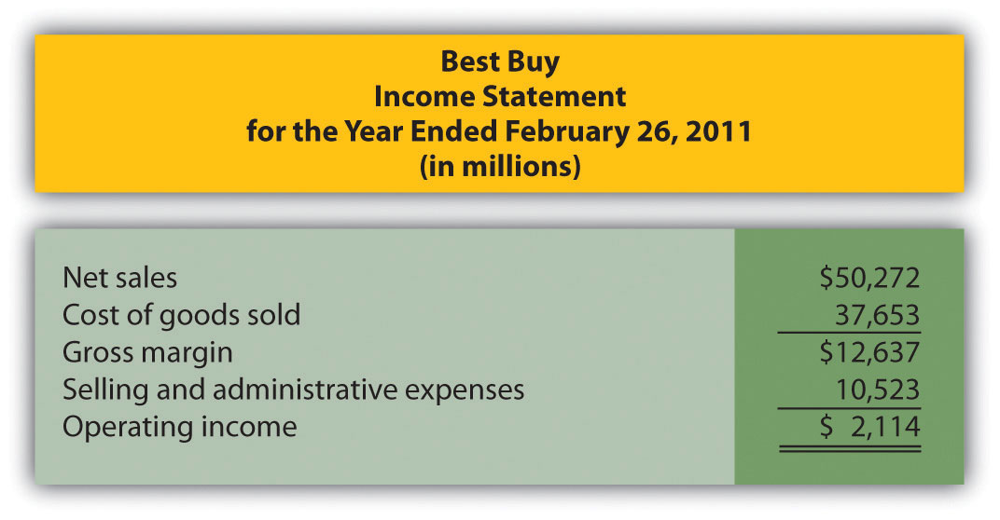 Best Buy
Income Statement
for the Year Ended February 26, 2011
(in millions)
Net sales $50,272
Cost of goods sold 37,653
Gross margin $12,637
Selling and administrative expenses 10,523
Operating income $ 2,114